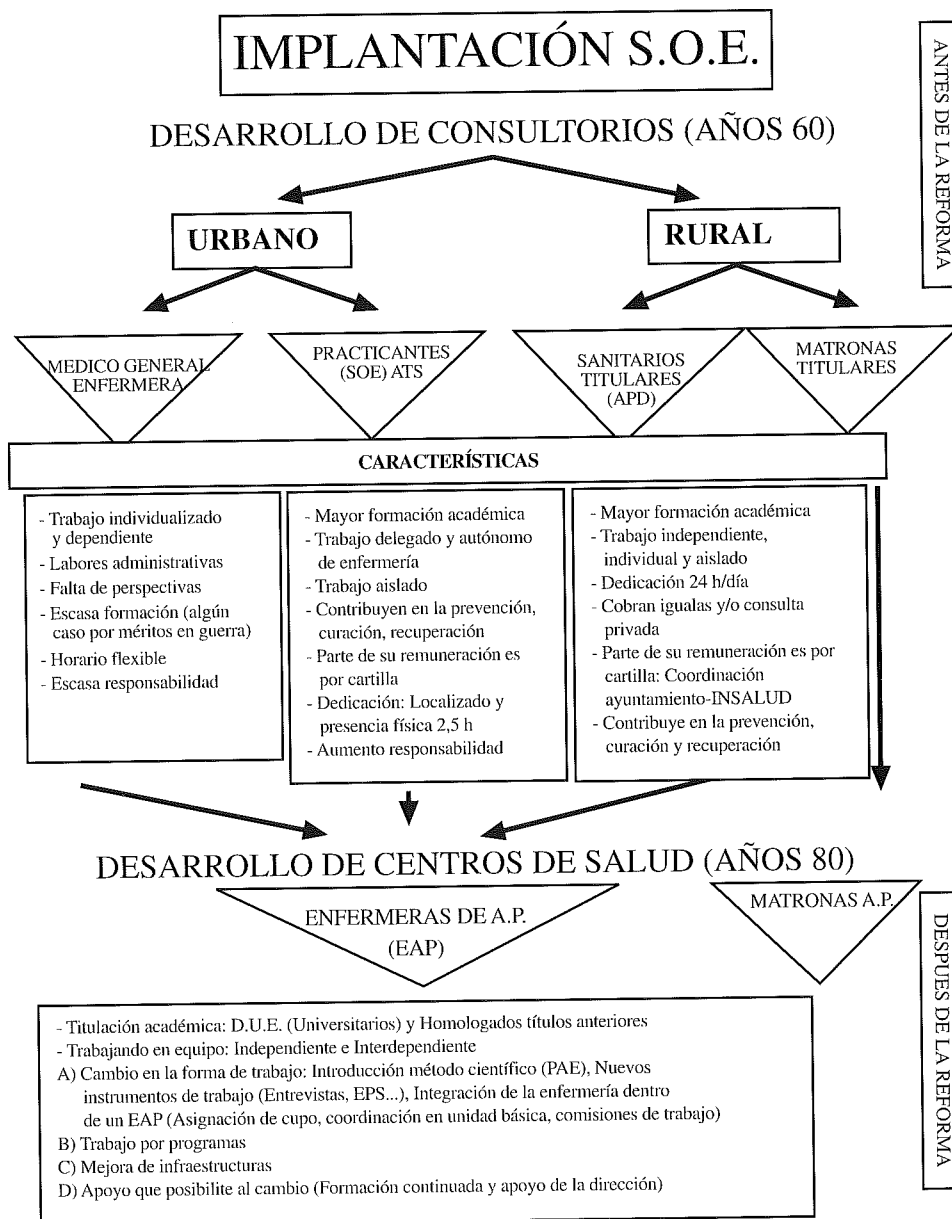 IMPLANTACIÓN S.O.E.
ANTES DE LA REFORMA
DESARROLLO DE CONSULTORIOS (AÑOS 60)
URBANO
RURAL
MEDICO GENERAL
ENFERMERA
PRACTICANTES
(SOE) ATS
SANITARIOS
TITULARES
(APD)
MATRONAS
TITULARES
CARACTERÍSTICAS
- Trabajo individualizado
y dependiente
- Labores administrativas
- Falta de perspectivas
- Escasa formación (algún
caso por méritos en guerra)
- Horario flexible
- Escasa responsabilidad
- Mayor formación académica
- Trabajo delegado y autónomo
de enfermería
- Trabajo aislado
- Contribuyen en la prevención,
curación, recuperación
- Parte de su remuneración es
por cartilla
- Dedicación: Localizado y
presencia física 2,5 h
- Aumento responsabilidad
- Mayor formación académica
- Trabajo independiente,
individual y aislado
- Dedicación 24 h/día
- Cobran igualas y/o consulta
privada
- Parte de su remuneración es por
cartilla: Coordinación
ayuntamiento-INSALUD
- Contribuye en la prevención,
curación y recuperación
DESARROLLO DE CENTROS DE SALUD (AÑOS 80)
ENFERMERAS DE A.P.
(EAP)
MATRONAS A.P.
DESPUES DE LA REFORMA
- Titulación académica: D.U.E. (Universitarios) y Homologados títulos anteriores
- Trabajando en equipo: Independiente e Interdependiente
A) Cambio en la forma de trabajo: Introducción método científico (PAE), Nuevos
instrumentos de trabajo (Entrevistas, EPS...), Integración de la enfermería dentro
de un EAP (Asignación de cupo, coordinación en unidad básica, comisiones de trabajo)
B) Trabajo por programas
C) Mejora de infraestructuras
D) Apoyo que posibilite al cambio (Formación continuada y apoyo de la dirección)